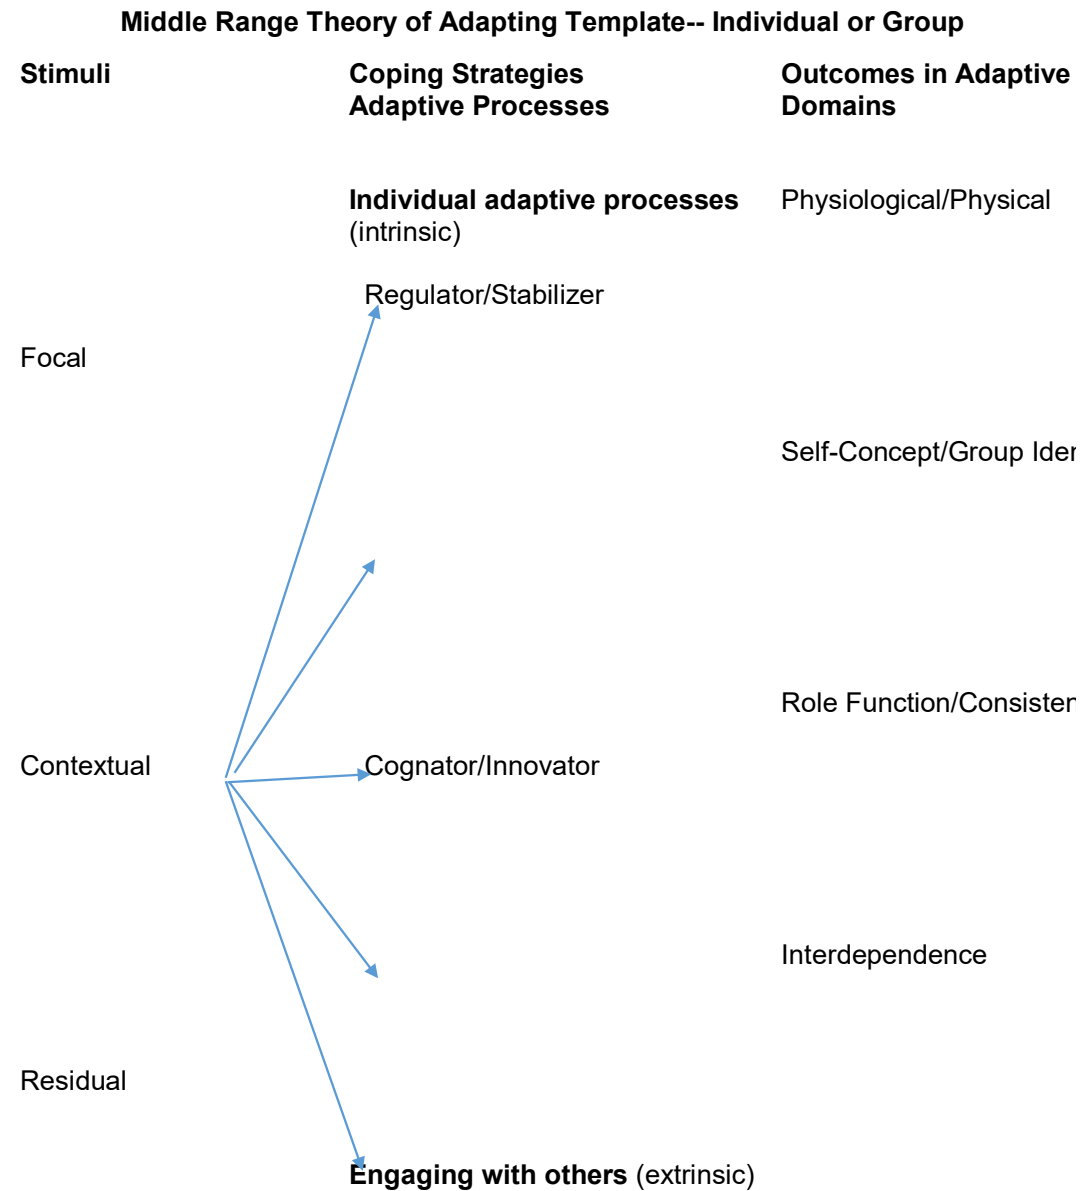 Middle Range Theory of Adapting Template-- Individual or Group
Stimuli
Coping Strategies
Adaptive Processes
Outcomes in Adaptive
Domains
Individual adaptive processes
(intrinsic)
Physiological/Physical
Regulator/Stabilizer
Focal
Self-Concept/Group
Role
Contextual
Cognator/Innovator
Interdependence
Residual
Engaging with others (extrinsic)